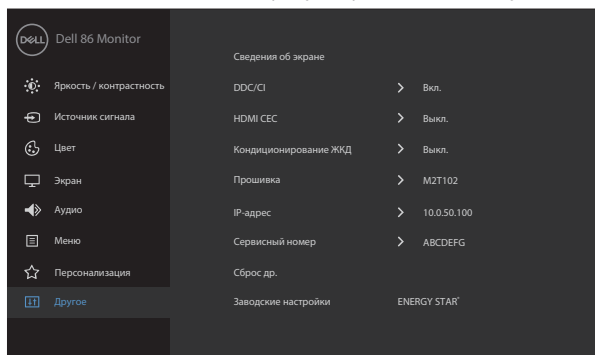 DELL Dell 86 Monitor
Сведения об экране
Яркость / контрастность DDC/CI Вкл.
Источник сигнала HDMI CEC Выкл.
Цвет Кондиционирование ЖКД Выкл.
Экран Прошивка M2T102
Аудио IP-адрес 10.0.50.100
Меню Сервисный номер ABCDEFG
Персонализация Сброс др.
Другое Заводские настройки ENERGY STAR®